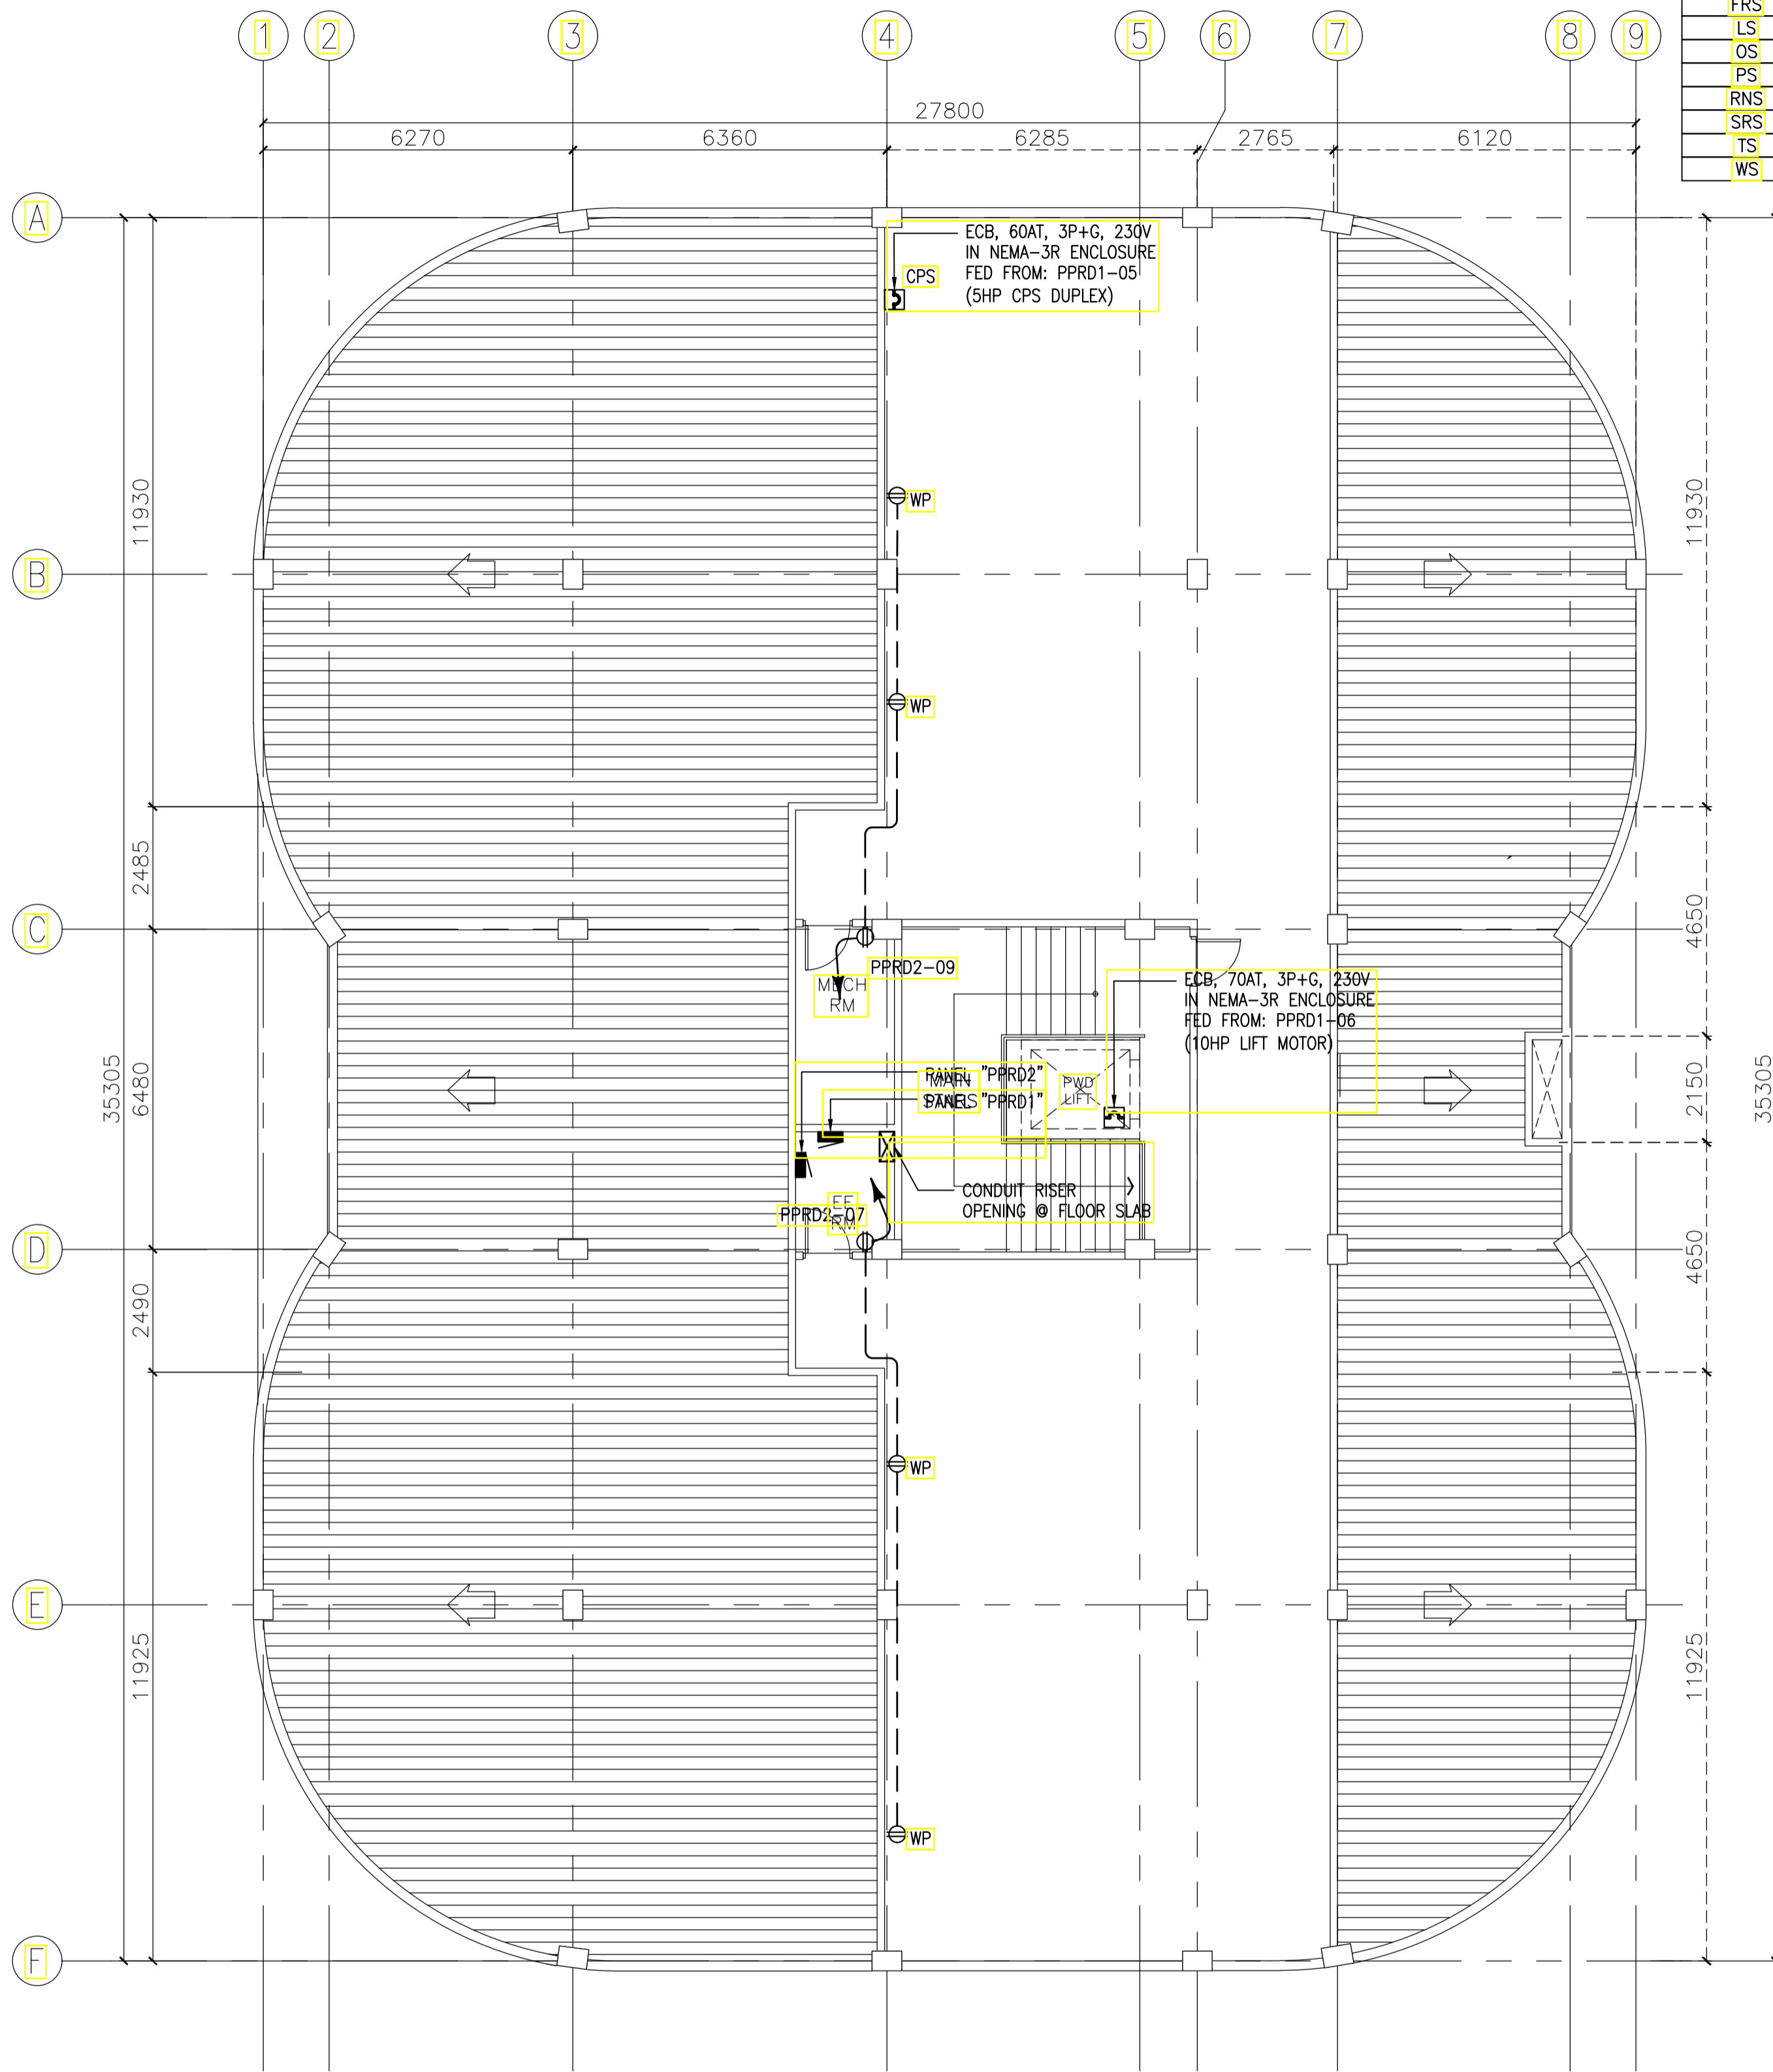 FRS
LS
OS
PS
RNS
SRS
TS
WS
1 2 3 4 5 6 7 8 9
27800
6270 6360 6285 2765 6120
A
ECB, 60AT, 3P+G, 230V
IN NEMA-3R ENCLOSURE
FED FROM: PPRD1-05
(5HP CPS DUPLEX)
CPS
11930
WP
11930
B
WP
2485
C
4650
PPRD2-09
MECH
RM
ECB, 70AT, 3P+G, 230V
IN NEMA-3R ENCLOSURE
FED FROM: PPRD1-06
(10HP LIFT MOTOR)
35305
6480
PANEL "PPRD2"
MAIN
STAIRS
PANEL "PPRD1"
PWD
LIFT
2150
35305
CONDUIT RISER
OPENING @ FLOOR SLAB
EE
RM
PPRD2-07
D
4650
2490
WP
E
11925
11925
WP
F